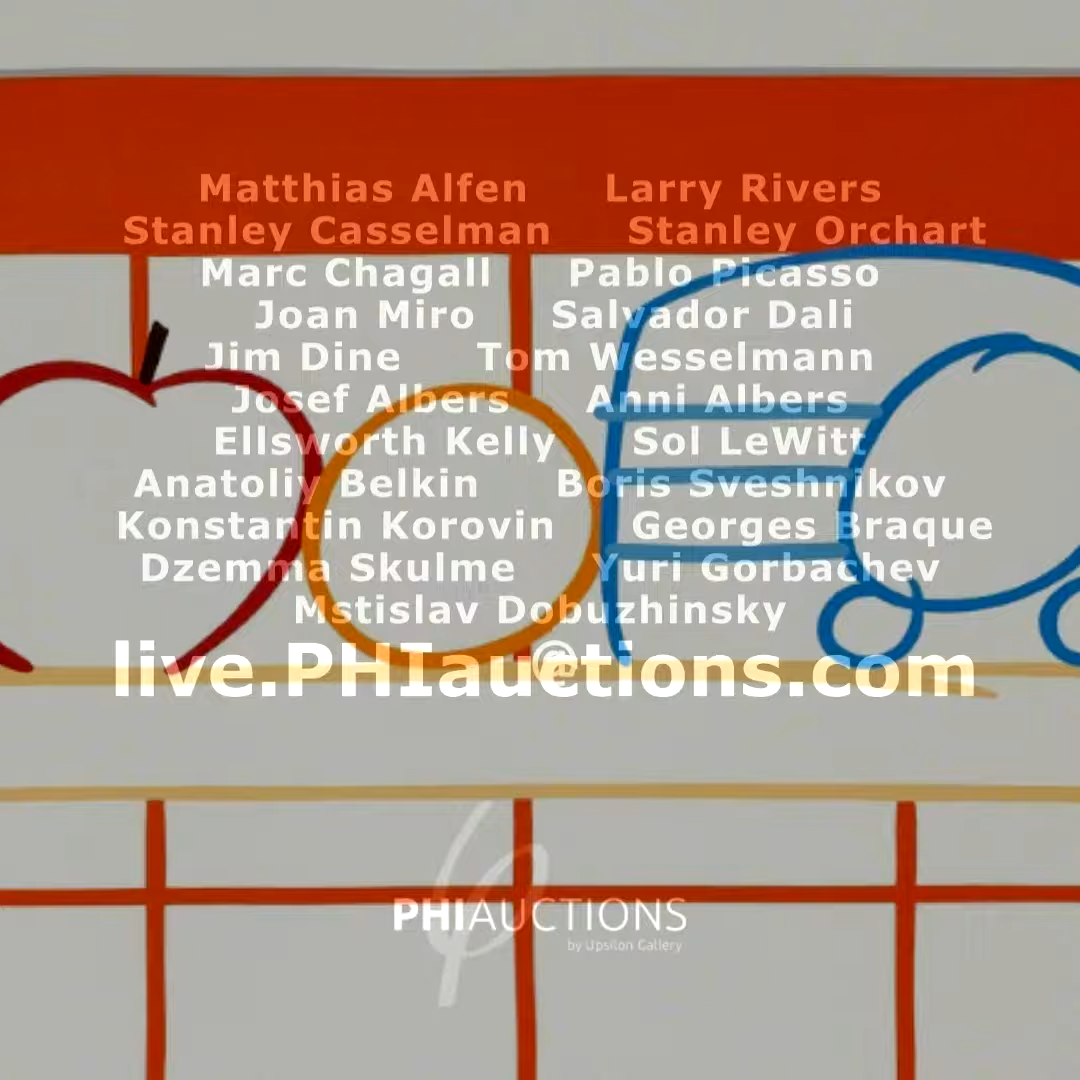 Matthias Alfen Larry Rivers
Stanley Casselman Stanley Orchart
Marc Chagall Pablo Picasso
Joan Miro Salvador Dali
Jim Dine Tom Wesselmann
Josef Albers Anni Albers
Ellsworth Kelly Sol LeWitt
Anatoliy Belkin Boris Sveshnikov
Konstantin Korovin Georges Braque
Dzemma Skulme Yuri Gorbachev
Mstislav Dobuzhinsky
@
live.PHIauctions.com
PHIAUCTIONS
by Upsilon Gallery